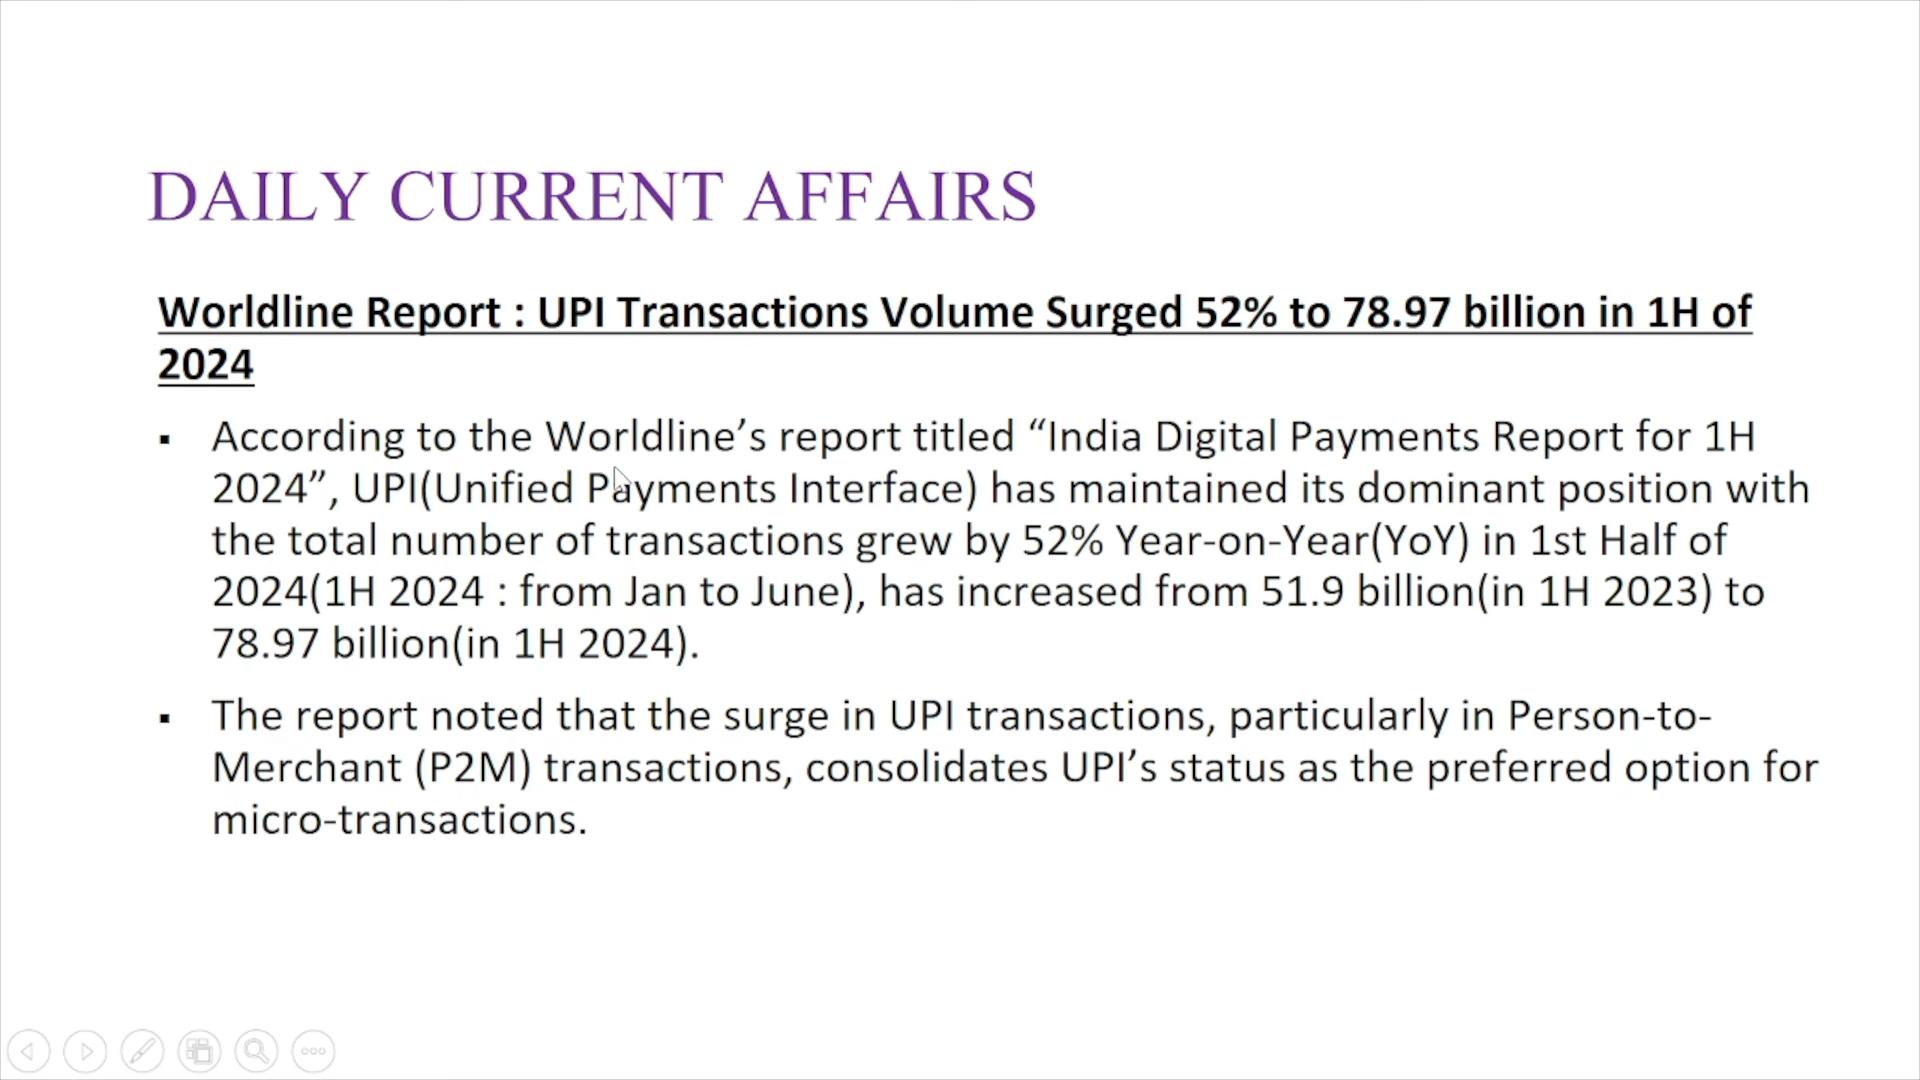 DAILY CURRENT AFFAIRS
Worldline Report : UPI Transactions Volume Surged 52% to 78.97 billion in 1H of
2024
▪ According to the Worldline’s report titled “India Digital Payments Report for 1H
2024”, UPI(Unified Payments Interface) has maintained its dominant position with
the total number of transactions grew by 52% Year-on-Year(YoY) in 1st Half of
2024(1H 2024 : from Jan to June), has increased from 51.9 billion(in 1H 2023) to
78.97 billion(in 1H 2024).
▪ The report noted that the surge in UPI transactions, particularly in Person-to-
Merchant (P2M) transactions, consolidates UPI’s status as the preferred option for
micro-transactions.